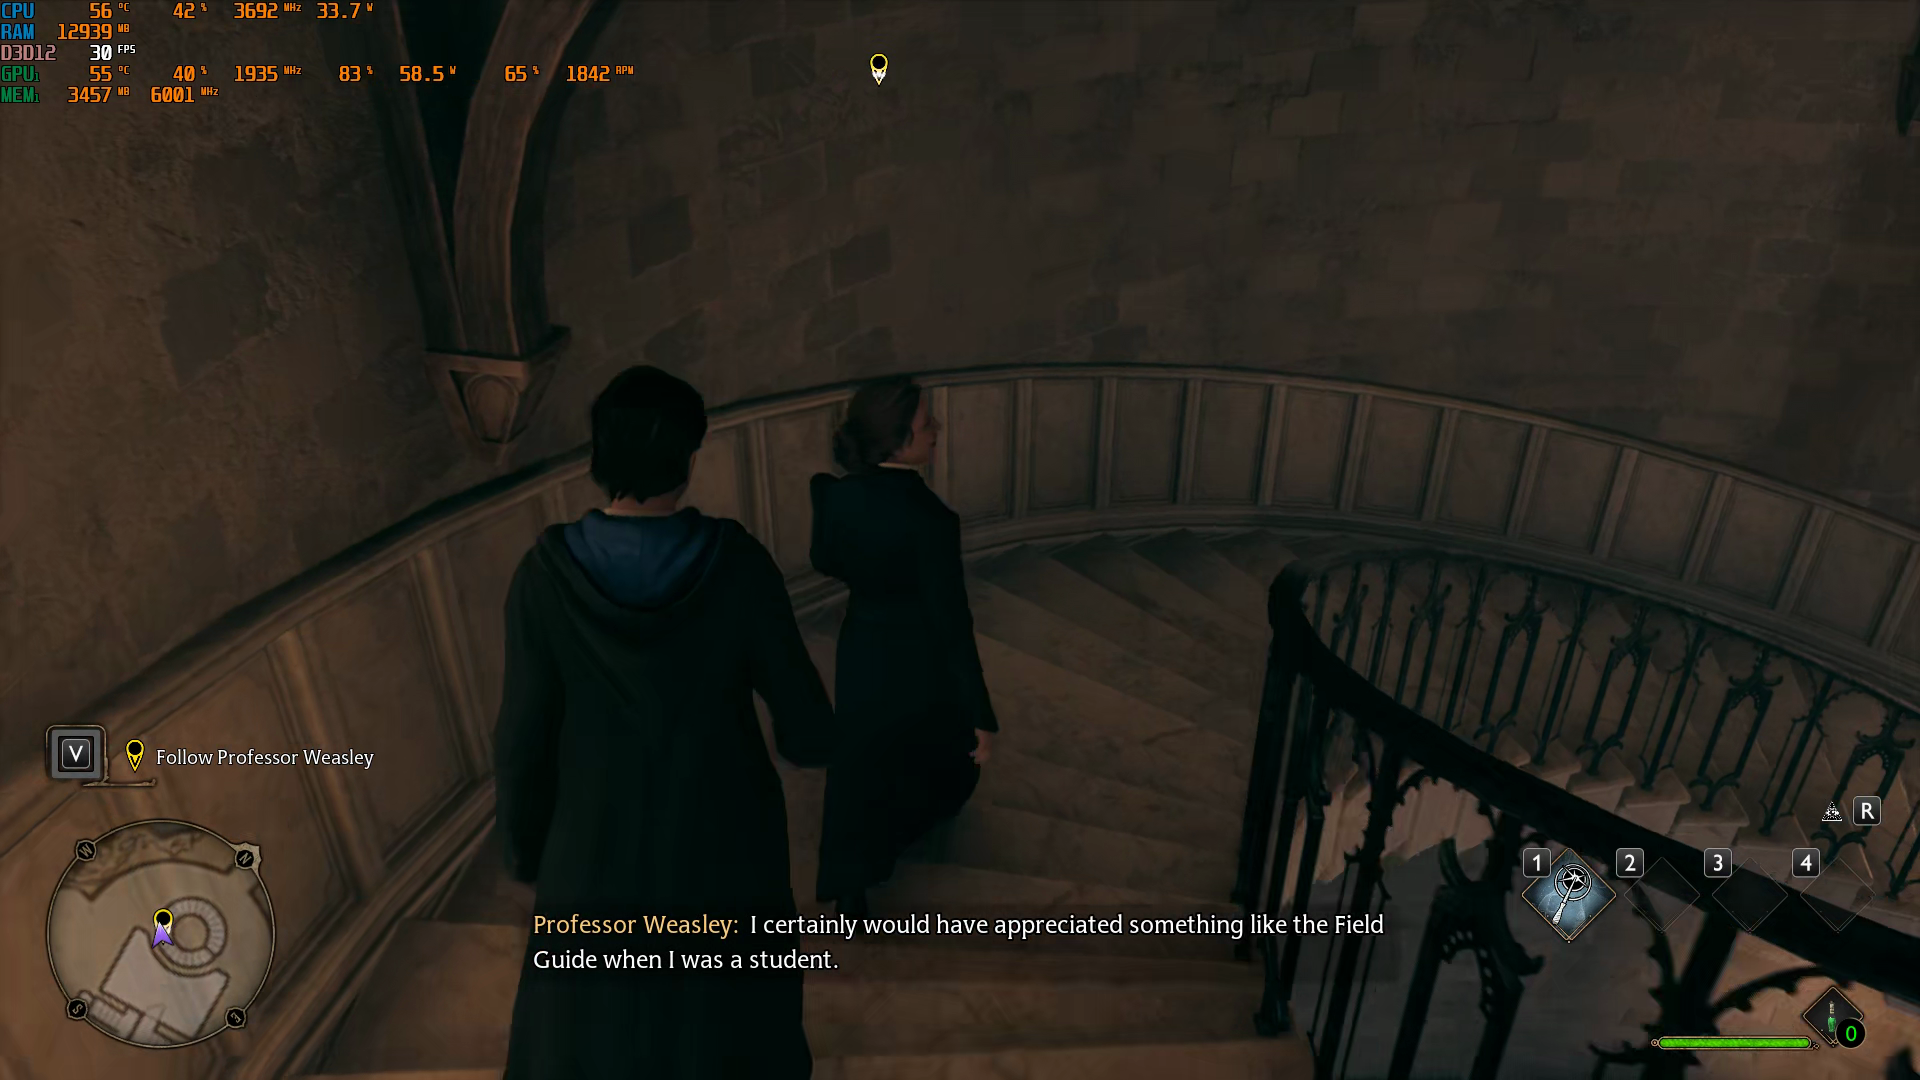 CPU 56 °C 42 % 3692 MHz 33.7 W
RAM 12939 MB
D3D12 30 FPS
GPU1 55 °C 40 % 1935 MHz 83 % 58.5 W 65 % 1842 RPM
MEM1 3457 MB 6001 MHz
V Follow Professor Weasley
R
1 2 3 4
W N
Professor Weasley: I certainly would have appreciated something like the Field
Guide when I was a student.
S E
0